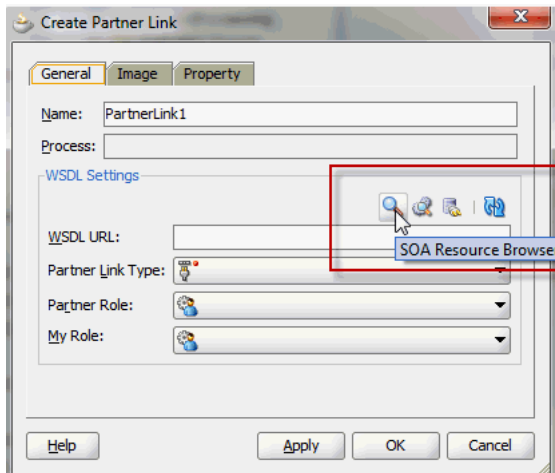 Create Partner Link
General Image Property
Name: PartnerLink1
Process:
WSDL Settings
WSDL URL:
SOA Resource Browse
Partner Link Type:
Partner Role:
My Role:
Help Apply OK Cancel